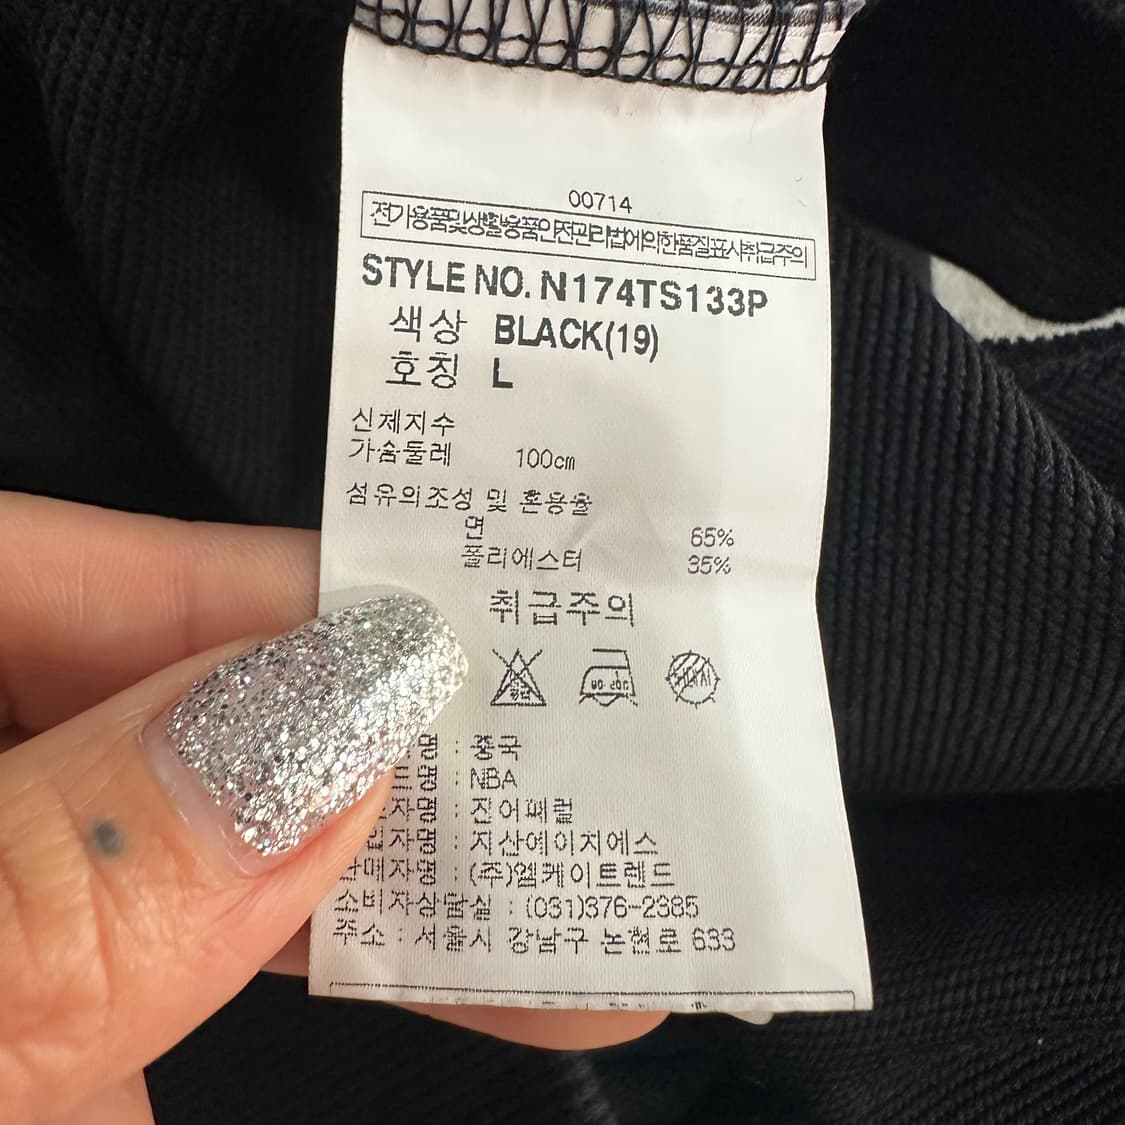 00714
전기용품및생활용품안전관리법에의한품질표시취급주의
STYLE NO. N174TS133P
색상 BLACK(19)
호칭 L
신체지수
가슴둘레 100cm
섬유의조성 및 혼용율
면 65%
폴리에스터 35%
취급주의
명 : 중국
드명 : NBA
자명 : 진어패럴
입자명 : 지산에이치에스
판매자명 : (주)엠케이트렌드
소비자상담실 : (031)376-2385
주소 : 서울시 강남구 논현로 633